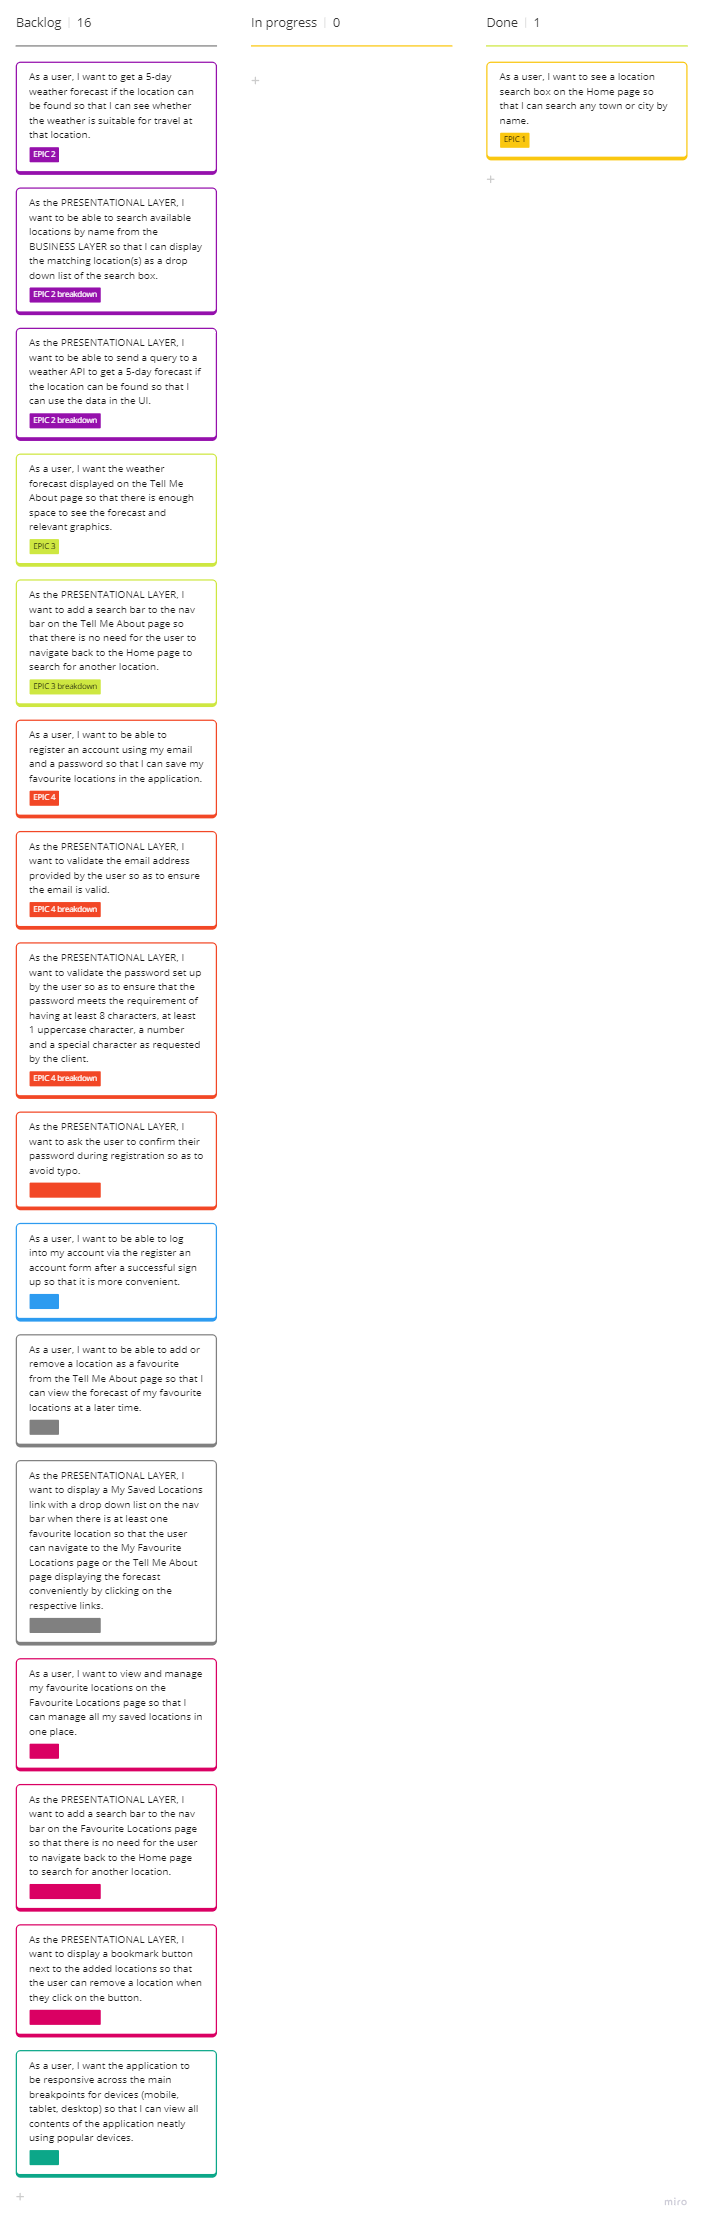 Backlog | 16
As a user, I want to get a 5-day
weather forecast if the location can
be found so that I can see whether
the weather is suitable for travel at
that location.
EPIC 2
As the PRESENTATIONAL LAYER, I
want to be able to search available
locations by name from the
BUSINESS LAYER so that I can display
the matching location(s) as a drop
down list of the search box.
EPIC 2 breakdown
As the PRESENTATIONAL LAYER, I
want to be able to send a query to a
weather API to get a 5-day forecast if
the location can be found so that I
can use the data in the UI.
EPIC 2 breakdown
As a user, I want the weather
forecast displayed on the Tell Me
About page so that there is enough
space to see the forecast and
relevant graphics.
EPIC 3
As the PRESENTATIONAL LAYER, I
want to add a search bar to the nav
bar on the Tell Me About page so
that there is no need for the user to
navigate back to the Home page to
search for another location.
EPIC 3 breakdown
As a user, I want to be able to
register an account using my email
and a password so that I can save my
favourite locations in the application.
EPIC 4
As the PRESENTATIONAL LAYER, I
want to validate the email address
provided by the user so as to ensure
the email is valid.
EPIC 4 breakdown
As the PRESENTATIONAL LAYER, I
want to validate the password set up
by the user so as to ensure that the
password meets the requirement of
having at least 8 characters, at least
1 uppercase character, a number
and a special character as requested
by the client.
EPIC 4 breakdown
As the PRESENTATIONAL LAYER, I
want to ask the user to confirm their
password during registration so as to
avoid typo.
As a user, I want to be able to log
into my account via the register an
account form after a successful sign
up so that it is more convenient.
As a user, I want to be able to add or
remove a location as a favourite
from the Tell Me About page so that I
can view the forecast of my favourite
locations at a later time.
As the PRESENTATIONAL LAYER, I
want to display a My Saved Locations
link with a drop down list on the nav
bar when there is at least one
favourite location so that the user
can navigate to the My Favourite
Locations page or the Tell Me About
page displaying the forecast
conveniently by clicking on the
respective links.
As a user, I want to view and manage
my favourite locations on the
Favourite Locations page so that I
can manage all my saved locations in
one place.
As the PRESENTATIONAL LAYER, I
want to add a search bar to the nav
bar on the Favourite Locations page
so that there is no need for the user
to navigate back to the Home page
to search for another location.
As the PRESENTATIONAL LAYER, I
want to display a bookmark button
next to the added locations so that
the user can remove a location when
they click on the button.
As a user, I want the application to
be responsive across the main
breakpoints for devices (mobile,
tablet, desktop) so that I can view all
contents of the application neatly
using popular devices.
+
In progress | 0
+
Done | 1
As a user, I want to see a location
search box on the Home page so
that I can search any town or city by
name.
EPIC 1
+
miro